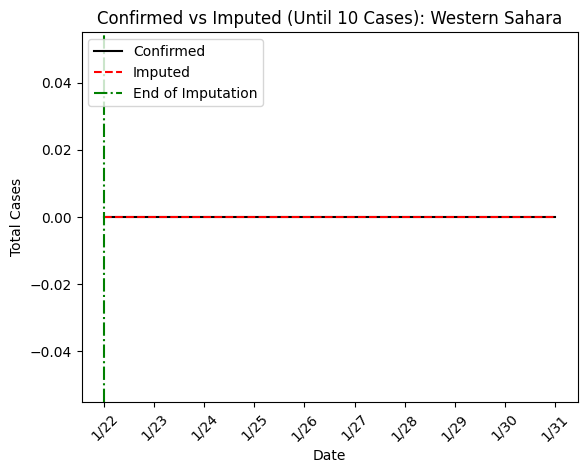 Confirmed vs Imputed (Until 10 Cases): Western Sahara
Confirmed
Imputed
End of Imputation
Total Cases
0.04
0.02
0.00
−0.02
−0.04
1/22
1/23
1/24
1/25
1/26
1/27
1/28
1/29
1/30
1/31
Date